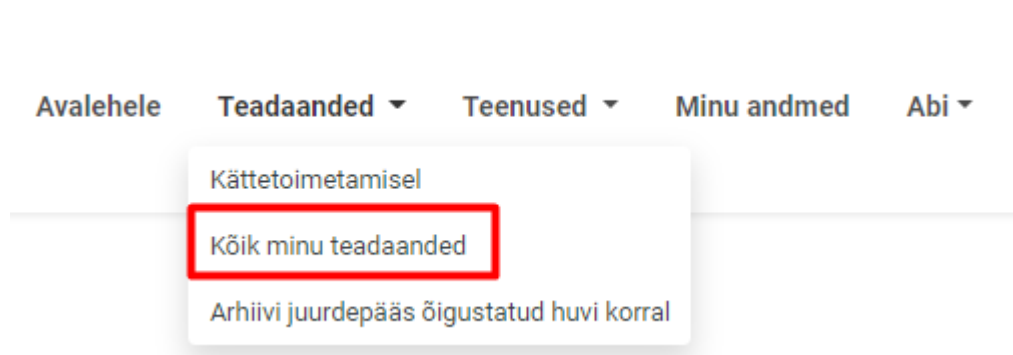 Avalehele Teadaanded Teenused Minu andmed Abi
Kättetoimetamisel
Kõik minu teadaanded
Arhiivi juurdepääs õigustatud huvi korral